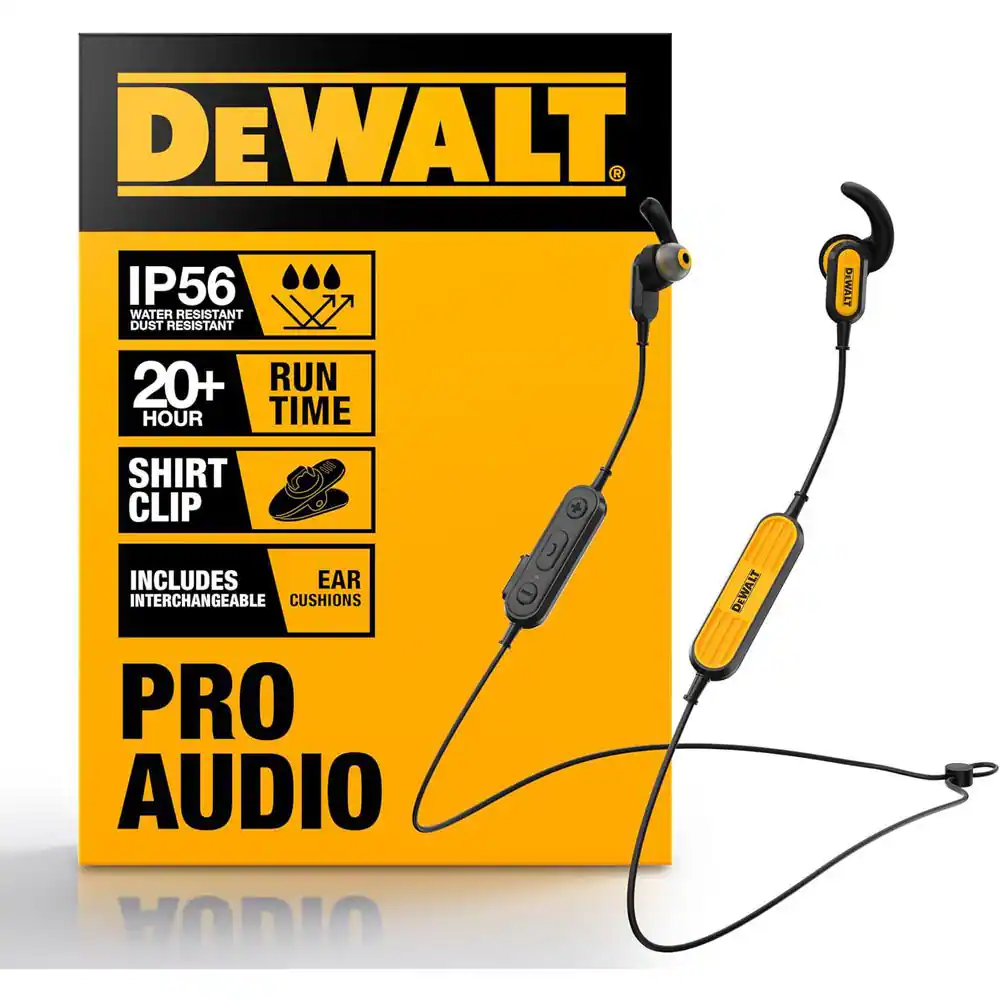 DEWALT®
IP56
WATER RESISTANT
DUST RESISTANT
20+
HOUR
RUN
TIME
SHIRT
CLIP
INCLUDES
INTERCHANGEABLE
EAR
CUSHIONS
PRO
AUDIO
DEWALT
DEWALT